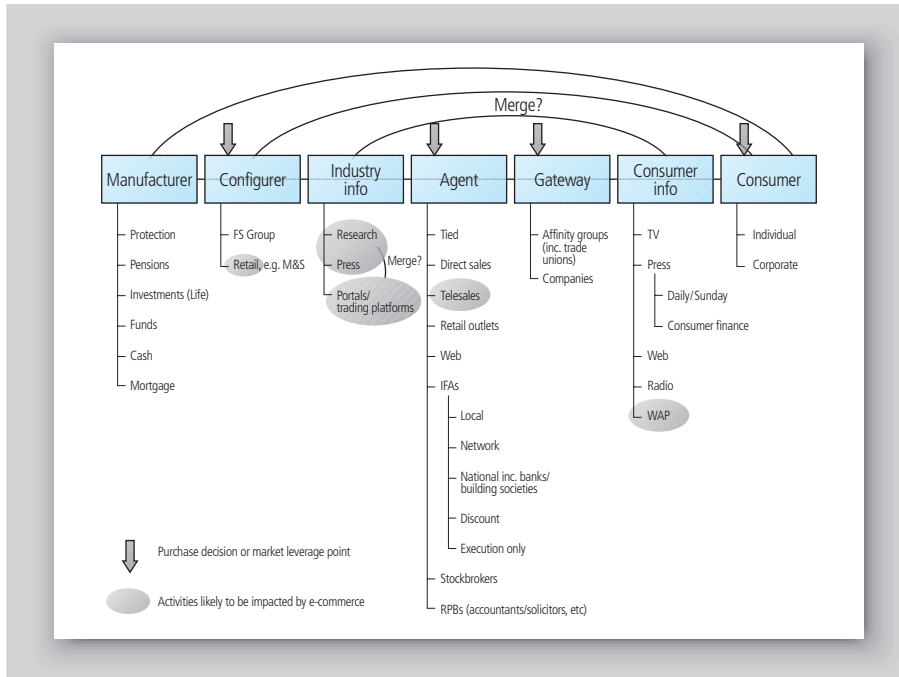 Merge?
Manufacturer
Configurer
Industry
info
Agent
Gateway
Consumer
info
Consumer
Protection
Pensions
Investments (Life)
Funds
Cash
Mortgage
FS Group
Retail, e.g. M&S
Research
Press
Merge?
Portals/
trading platforms
Tied
Direct sales
Telesales
Retail outlets
Web
IFAs
Local
Network
National inc. banks/
building societies
Discount
Execution only
Stockbrokers
RPBs (accountants/solicitors, etc)
Affinity groups
(inc. trade
unions)
Companies
TV
Press
Daily/Sunday
Consumer finance
Web
Radio
WAP
Individual
Corporate
Purchase decision or market leverage point
Activities likely to be impacted by e-commerce